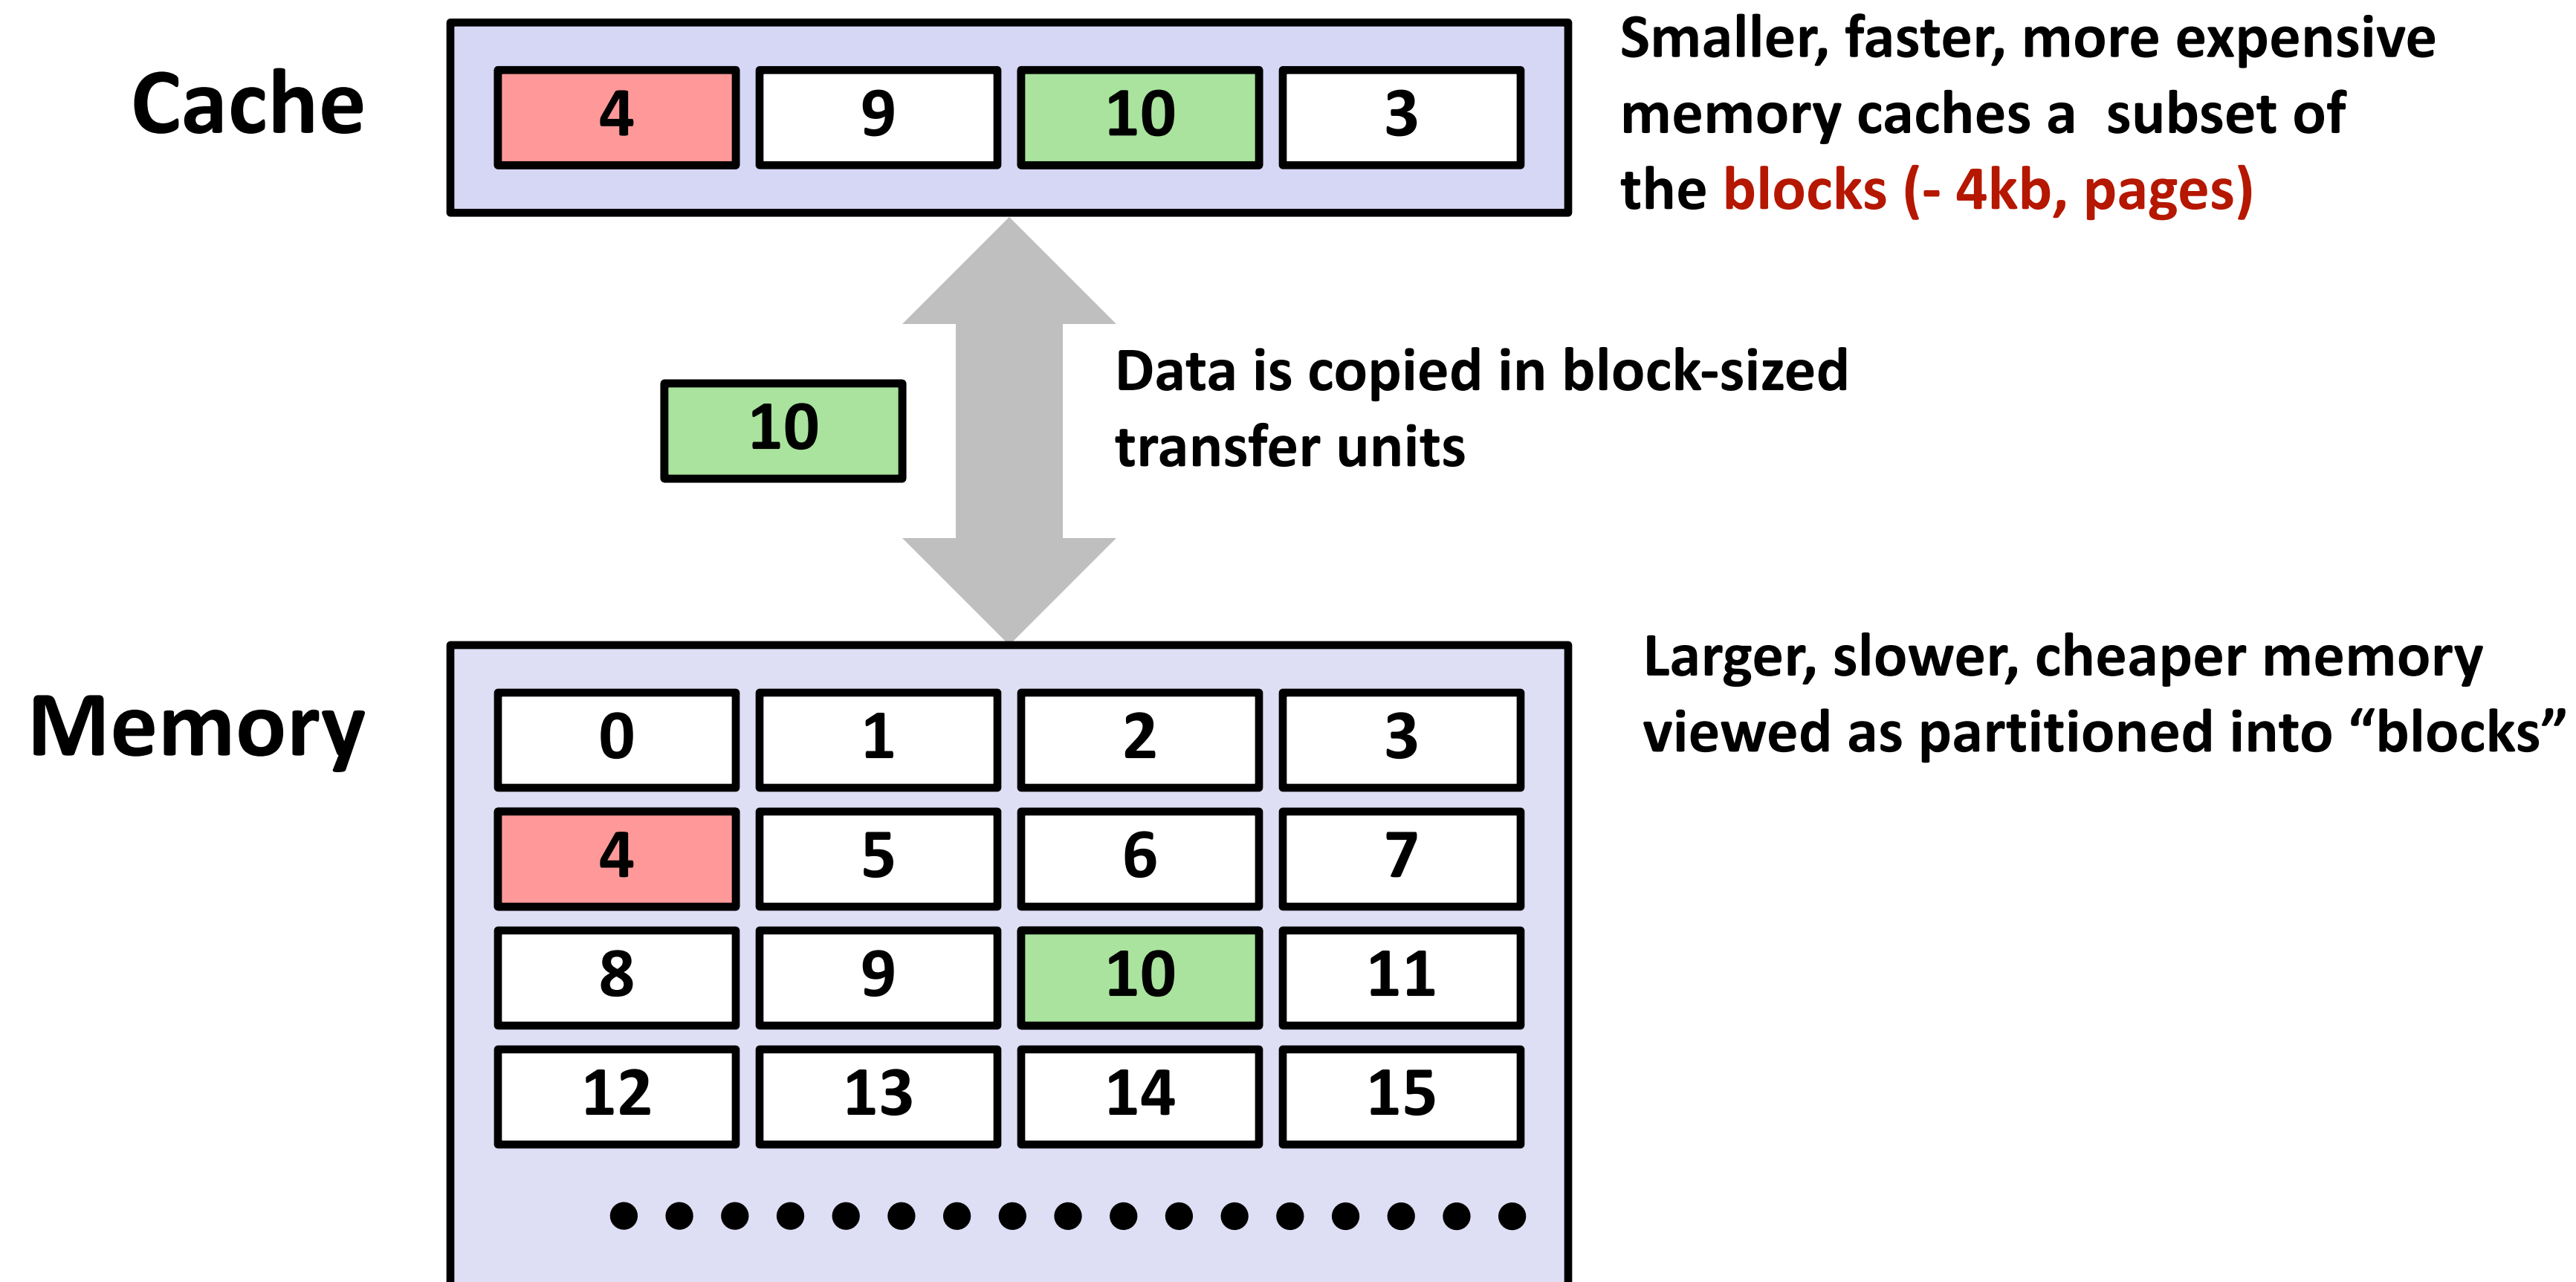 Cache
4 9 10 3
Smaller, faster, more expensive
memory caches a  subset of
the blocks (- 4kb, pages)
10
Data is copied in block-sized
transfer units
Memory
Larger, slower, cheaper memory
viewed as partitioned into “blocks”
0 1 2 3
4 5 6 7
8 9 10 11
12 13 14 15